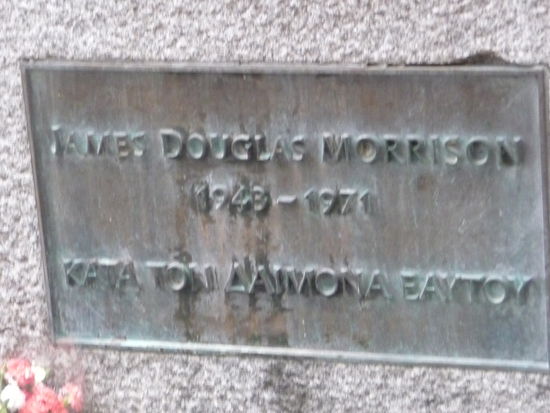 JAMES DOUGLAS MORRISON
1943-1971
ΚΑΤΑ ΤΟΝ ΔΑΙΜΟΝΑ ΕΑΥΤΟΥ